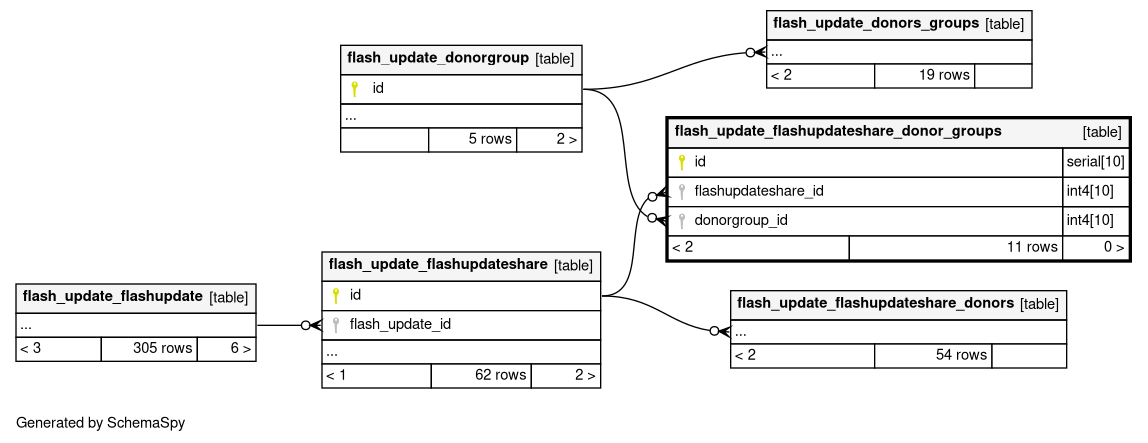 flash_update_donors_groups [table]
...
< 2 19 rows
flash_update_donorgroup [table]
id
...
5 rows 2 >
flash_update_flashupdateshare_donor_groups [table]
id serial[10]
flashupdateshare_id int4[10]
donorgroup_id int4[10]
< 2 11 rows 0 >
flash_update_flashupdateshare [table]
id
flash_update_id
...
< 1 62 rows 2 >
flash_update_flashupdate [table]
...
< 3 305 rows 6 >
flash_update_flashupdateshare_donors [table]
...
< 2 54 rows
Generated by SchemaSpy